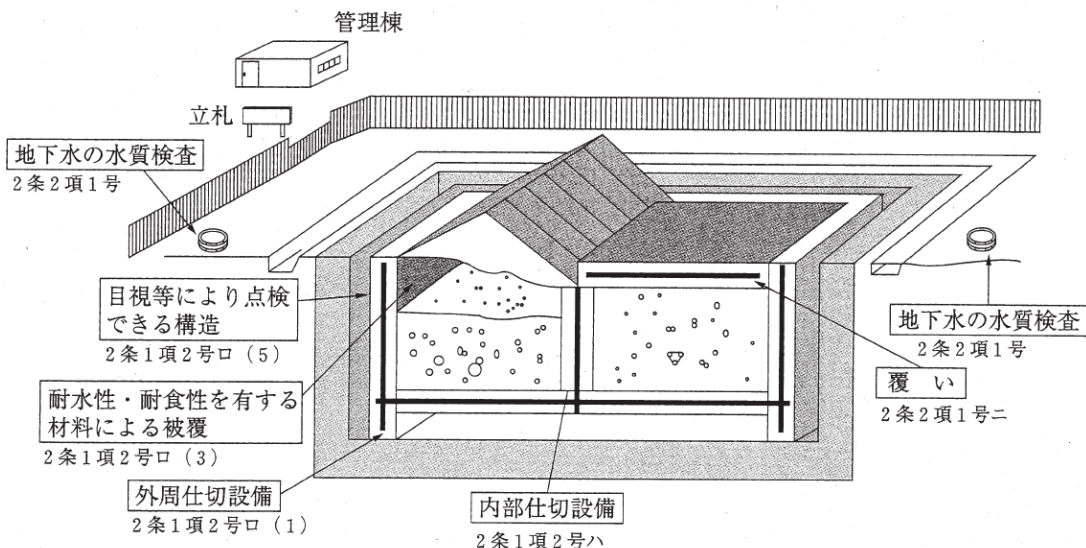 管理棟
立札
地下水の水質検査
2条2項1号
目視等により点検
できる構造
2条1項2号ロ(5)
耐水性・耐食性を有する
材料による被覆
2条1項2号ロ(3)
外周仕切設備
2条1項2号ロ(1)
内部仕切設備
2条1項2号ハ
地下水の水質検査
2条2項1号
覆い
2条2項1号ニ